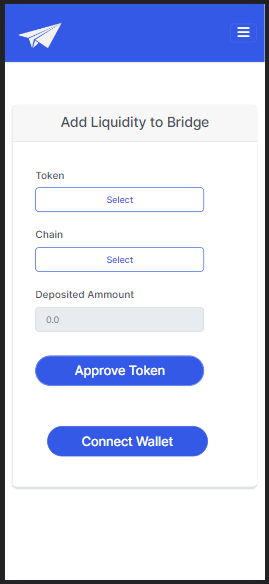 Add Liquidity to Bridge
Token
Select
Chain
Select
Deposited Ammount
0.0
Approve Token
Connect Wallet